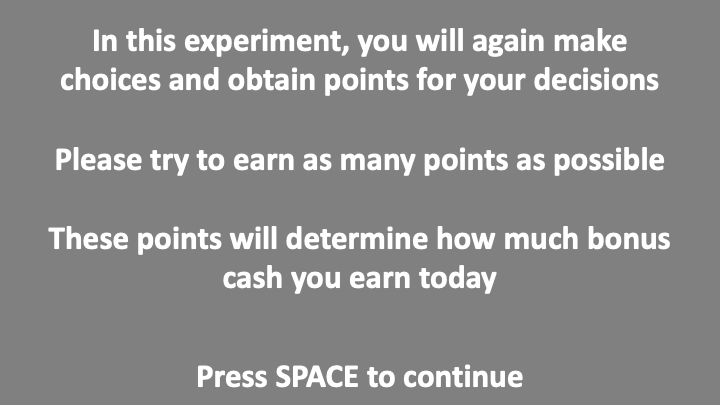 In this experiment, you will again make
choices and obtain points for your decisions
Please try to earn as many points as possible
These points will determine how much bonus
cash you earn today
Press SPACE to continue